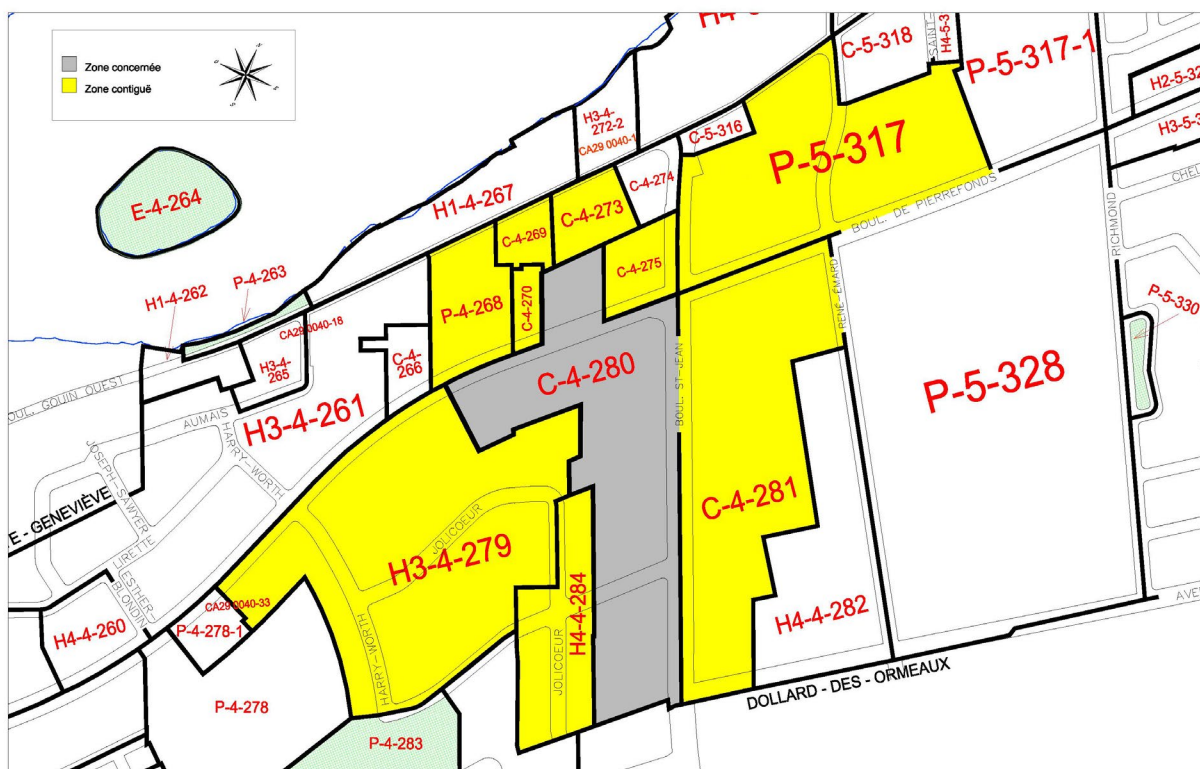 Zone concernée
Zone contiguë
H4-5-3
C-5-318
SAINT-
P-5-317-1
H2-5-32
H3-5-3
H3-4-
272-2
CA29 0040-1
C-5-316
P-5-317
E-4-264
H1-4-267
C-4-274
C-4-273
C-4-269
C-4-275
C-4-270
P-4-268
BOUL. DE PIERREFONDS
RICHMOND
P-4-263
H1-4-262
CA29 0040-18
H3-4-
265
C-4-
266
C-4-280
BOUL. ST-JEAN
RENÉ-ÉMARD
P-5-328
P-5-330
OUL. GOUIN OUEST
AUMAIS
H3-4-261
HARRY-WORTH
JOSEPH-SAWYER
E - GENEVIÈVE
LIRETTE
ESTHER-
BLONDIN
C-4-281
JOLICOEUR
H3-4-279
H4-4-284
H4-4-282
CA29 0040-33
P-4-278-1
H4-4-260
HARRY-WORTH
JOLICOEUR
P-4-278
P-4-283
DOLLARD - DES - ORMEAUX
AVE